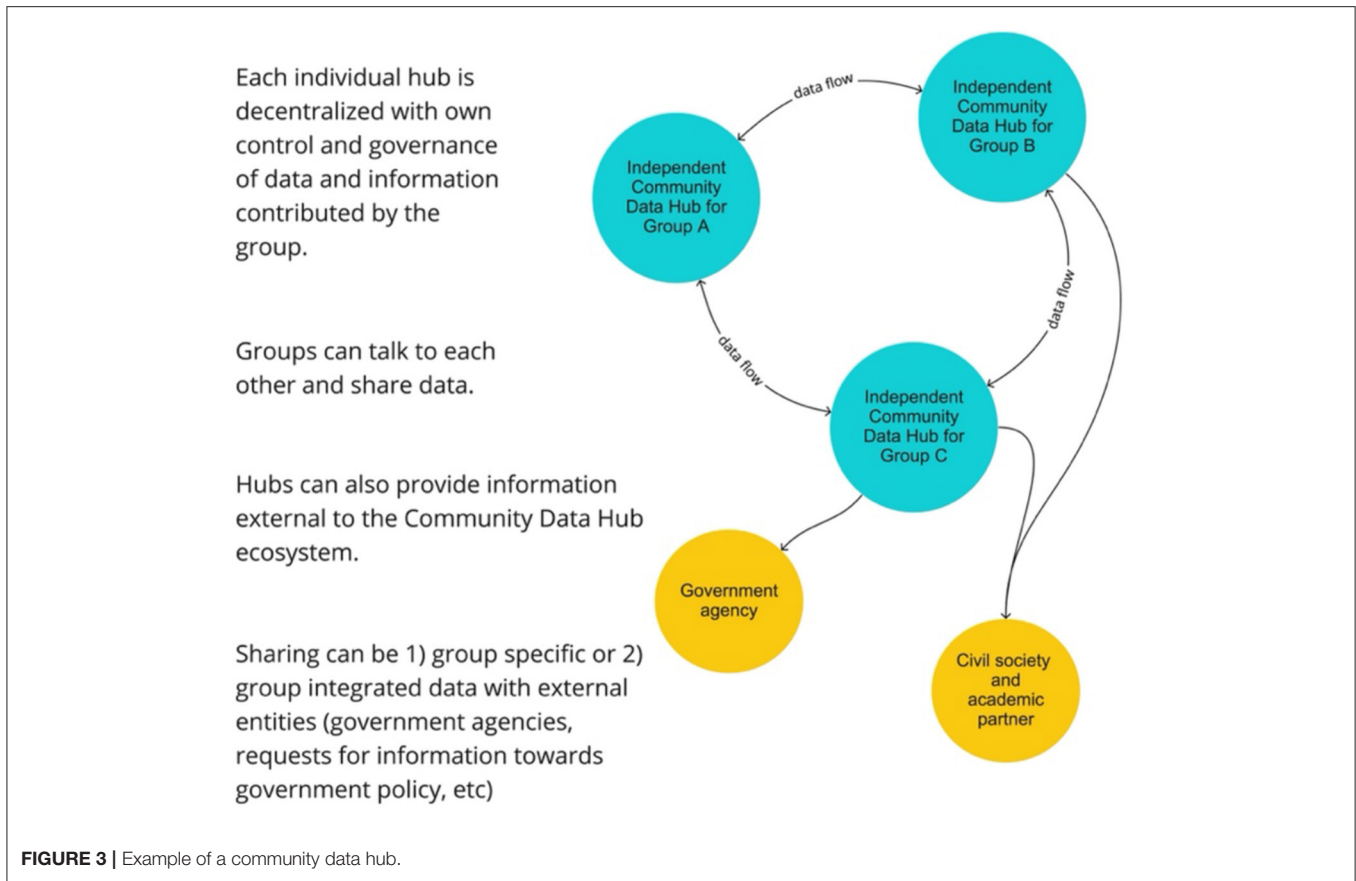 Each individual hub is
decentralized with own
control and governance
of data and information
contributed by the
group.
Groups can talk to each
other and share data.
Hubs can also provide information
external to the Community Data Hub
ecosystem.
Sharing can be 1) group specific or 2)
group integrated data with external
entities (government agencies,
requests for information towards
government policy, etc)
data flow
Independent
Community
Data Hub for
Group B
Independent
Community
Data Hub for
Group A
data flow
data flow
Independent
Community
Data Hub for
Group C
Government
agency
Civil society
and
academic
partner
FIGURE 3 | Example of a community data hub.